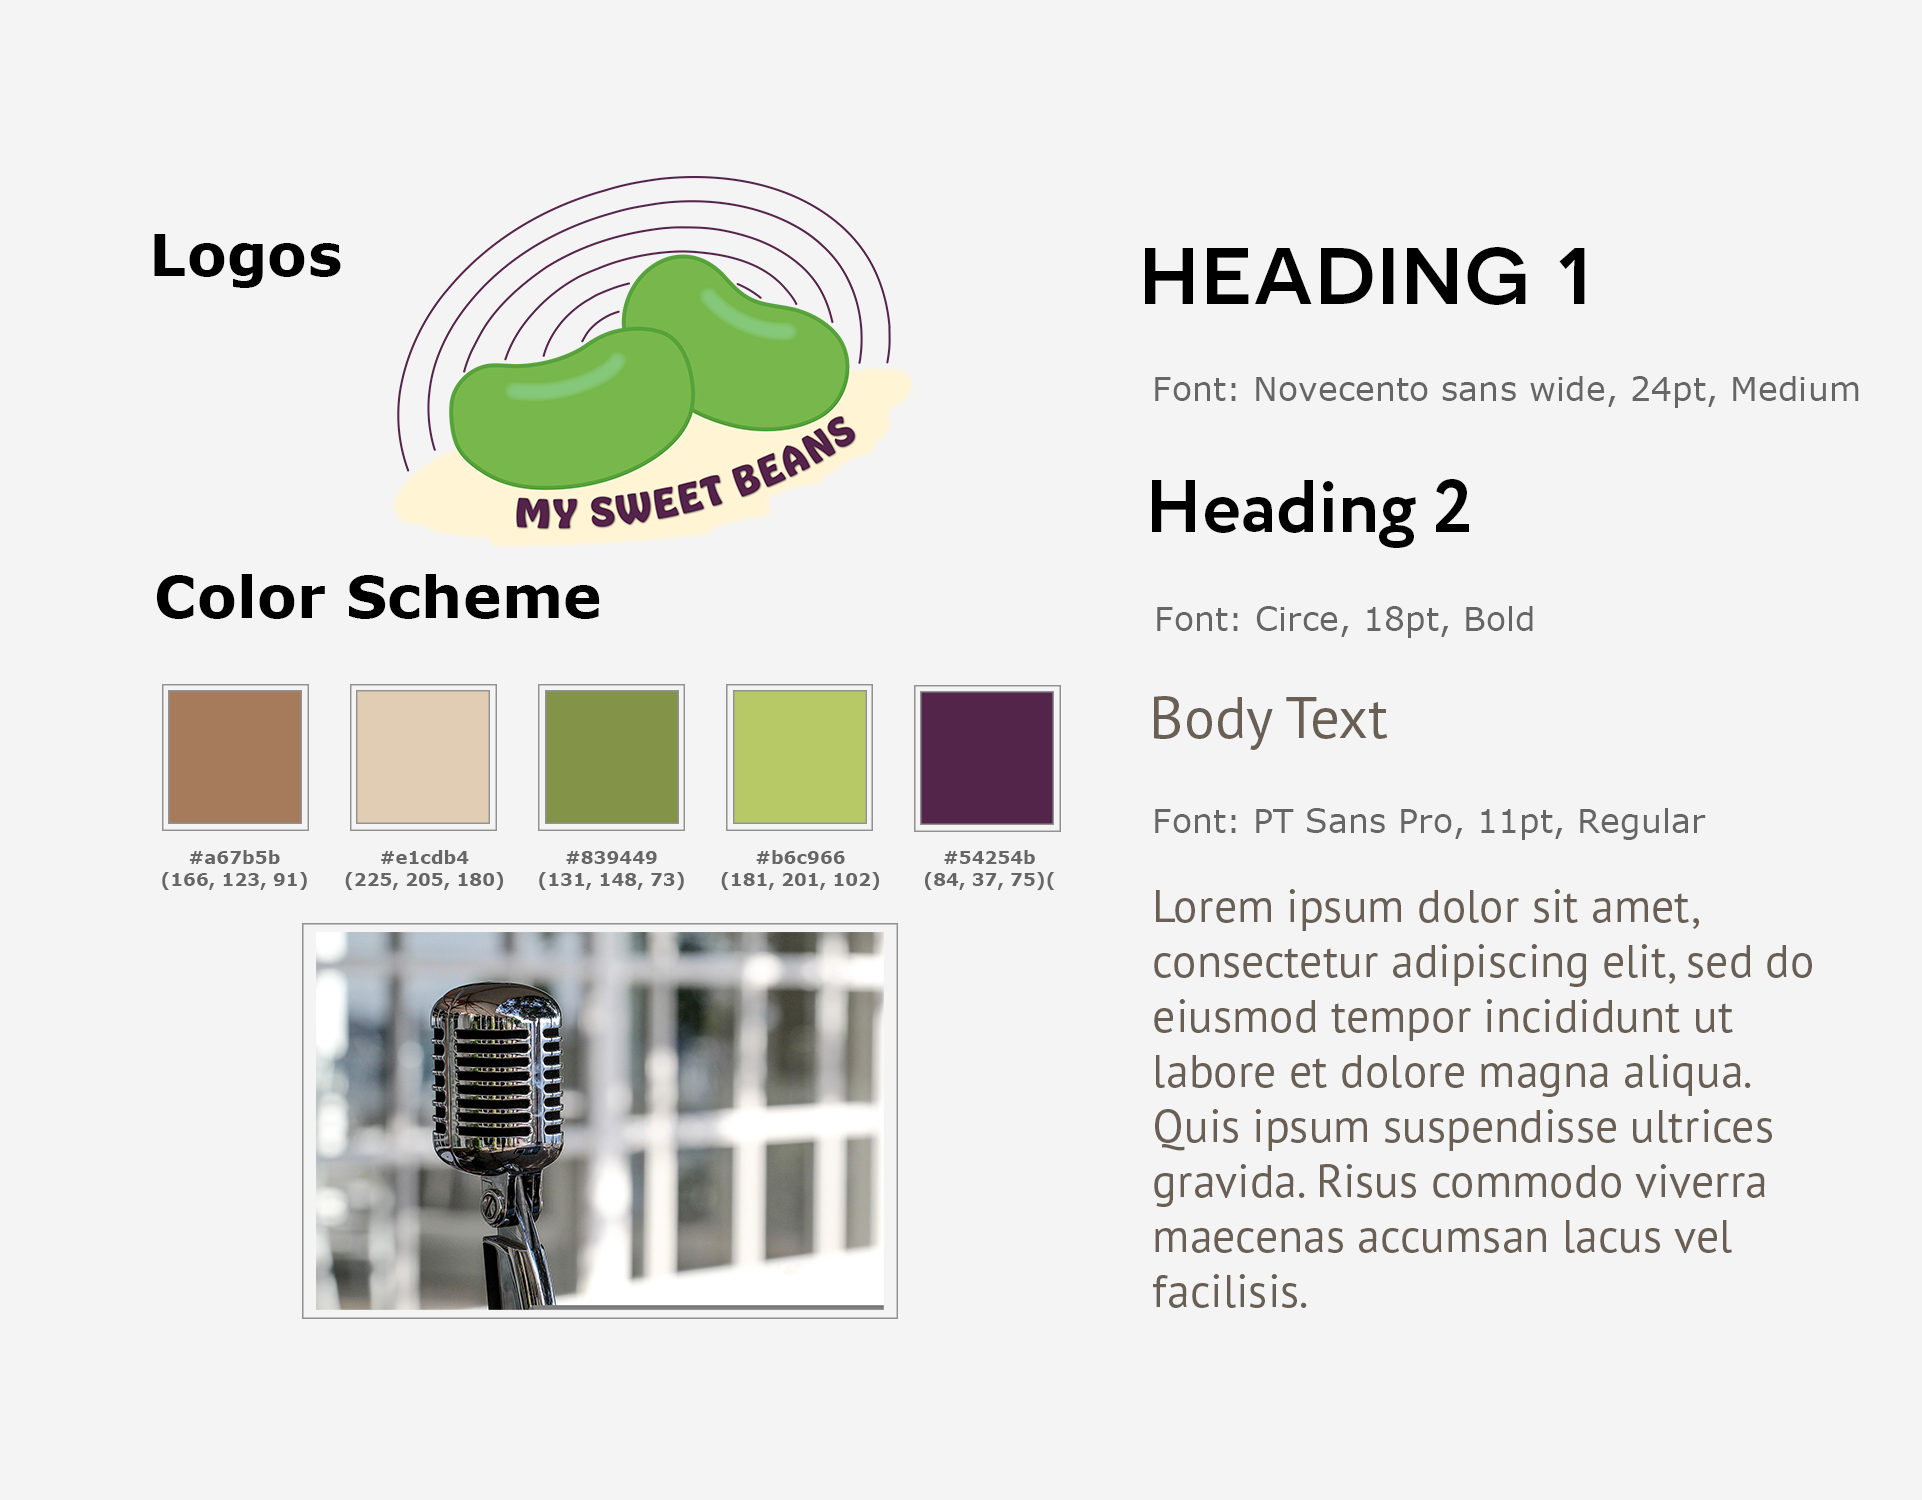 Logos
MY SWEET BEANS
Color Scheme
#a67b5b
(166, 123, 91)
#e1cdb4
(225, 205, 180)
#839449
(131, 148, 73)
#b6c966
(181, 201, 102)
#54254b
(84, 37, 75)(
HEADING 1
Font: Novecento sans wide, 24pt, Medium
Heading 2
Font: Circe, 18pt, Bold
Body Text
Font: PT Sans Pro, 11pt, Regular
Lorem ipsum dolor sit amet,
consectetur adipiscing elit, sed do
eiusmod tempor incididunt ut
labore et dolore magna aliqua.
Quis ipsum suspendisse ultrices
gravida. Risus commodo viverra
maecenas accumsan lacus vel
facilisis.